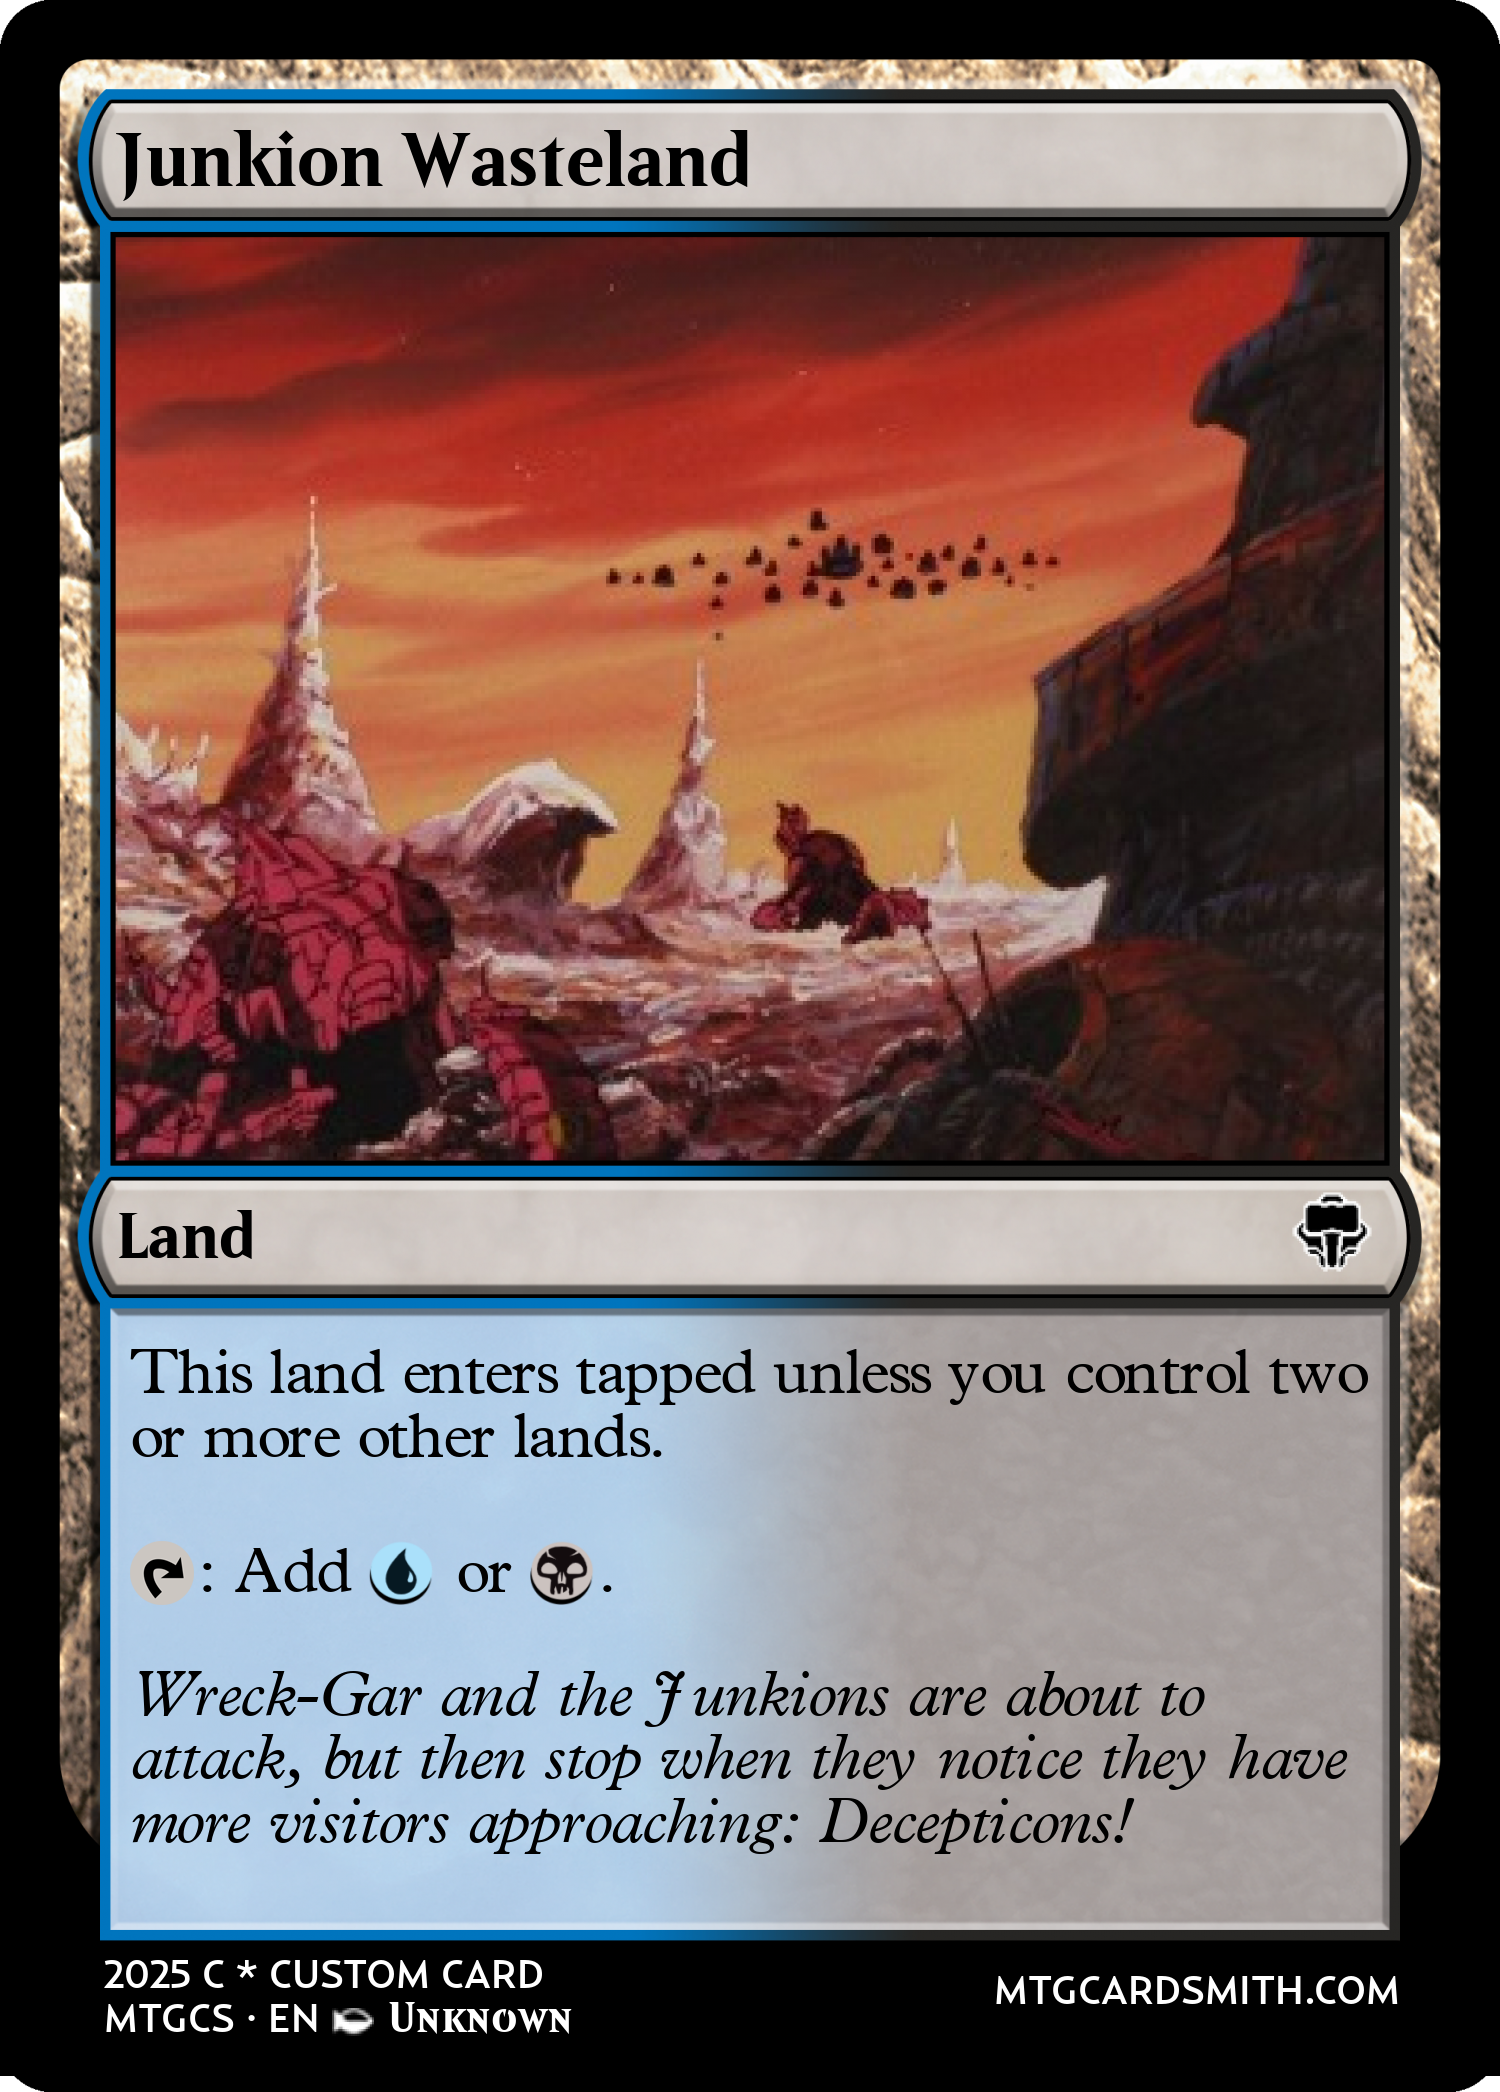 Junkion Wasteland
Land
This land enters tapped unless you control two
or more other lands.
: Add or .
Wreck-Gar and the Junkions are about to
attack, but then stop when they notice they have
more visitors approaching: Decepticons!
2025 C * CUSTOM CARD
MTGCS · EN UNKNOWN
MTGCARDSMITH.COM